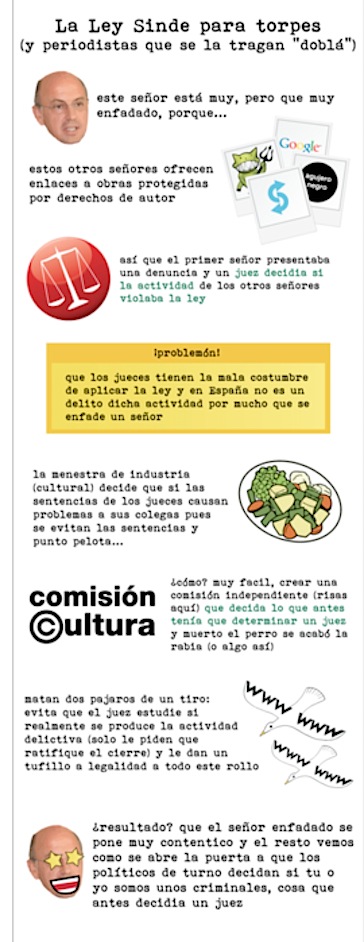 La Ley Sinde para torpes
(y periodistas que se la tragan "doblá")
este señor está muy, pero que muy
enfadado, porque...
Google
agujero
negro
estos otros señores ofrecen
enlaces a obras protegidas
por derechos de autor
así que el primer señor presentaba
una denuncia y un juez decidía si
la actividad de los otros señores
violaba la ley
¡problemón!
que los jueces tienen la mala costumbre
de aplicar la ley y en España no es un
delito dicha actividad por mucho que se
enfade un señor
la menestra de industria
(cultural) decide que si las
sentencias de los jueces causan
problemas a sus colegas pues
se evitan las sentencias y
punto pelota...
comisión
©ultura
¿cómo? muy facil, crear una
comisión independiente (risas
aquí) que decida lo que antes
tenía que determinar un juez
y muerto el perro se acabó la
rabia (o algo así)
matan dos pajaros de un tiro:
evita que el juez estudie si
realmente se produce la actividad
delictiva (solo le piden que
ratifique el cierre) y le dan un
tufillo a legalidad a todo este rollo
www www
www www
¿resultado? que el señor enfadado se
pone muy contentico y el resto vemos
como se abre la puerta a que los
políticos de turno decidan si tu o
yo somos unos criminales, cosa que
antes decidia un juez